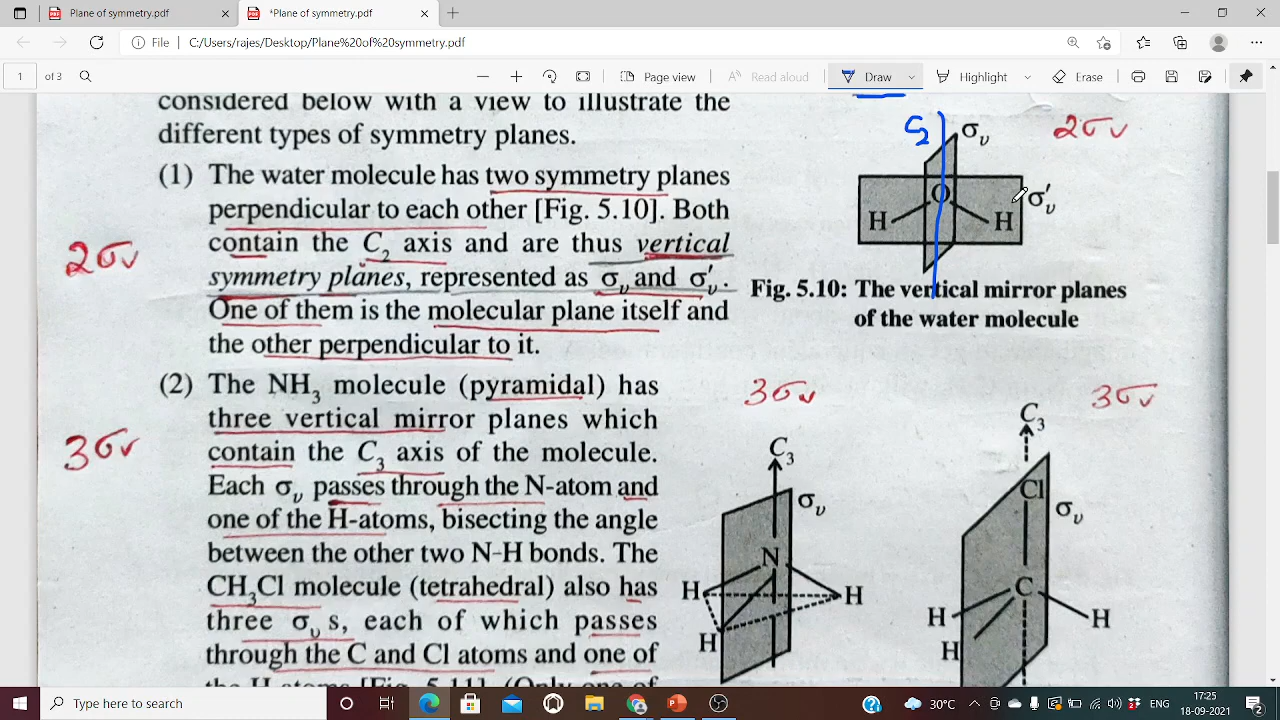 Plane of symmetry.pdf
*Plane of symmetry.pdf
File
C:/Users/rajes/Desktop/Plane%20of%20symmetry.pdf
1
of 3
Page view
Read aloud
Draw
Highlight
Erase
considered below with a view to illustrate the
different types of symmetry planes.
(1) The water molecule has two symmetry planes
perpendicular to each other [Fig. 5.10]. Both
contain the C₂ axis and are thus vertical
symmetry planes, represented as σᵥ and σ′ᵥ.
One of them is the molecular plane itself and
the other perpendicular to it.
2σv
(2) The NH₃ molecule (pyramidal) has
three vertical mirror planes which
contain the C₃ axis of the molecule.
Each σᵥ passes through the N-atom and
one of the H-atoms, bisecting the angle
between the other two N-H bonds. The
CH₃Cl molecule (tetrahedral) also has
three σᵥ s, each of which passes
through the C and Cl atoms and one of
3σv
C₂
σᵥ
2σv
O
σ′ᵥ
H
H
Fig. 5.10: The vertical mirror planes
of the water molecule
3σv
C₃
σᵥ
N
H
H
H
3σv
C₃
Cl
σᵥ
C
H
H
H
Type here to search
30°C
ENG
17:25
18-09-2021